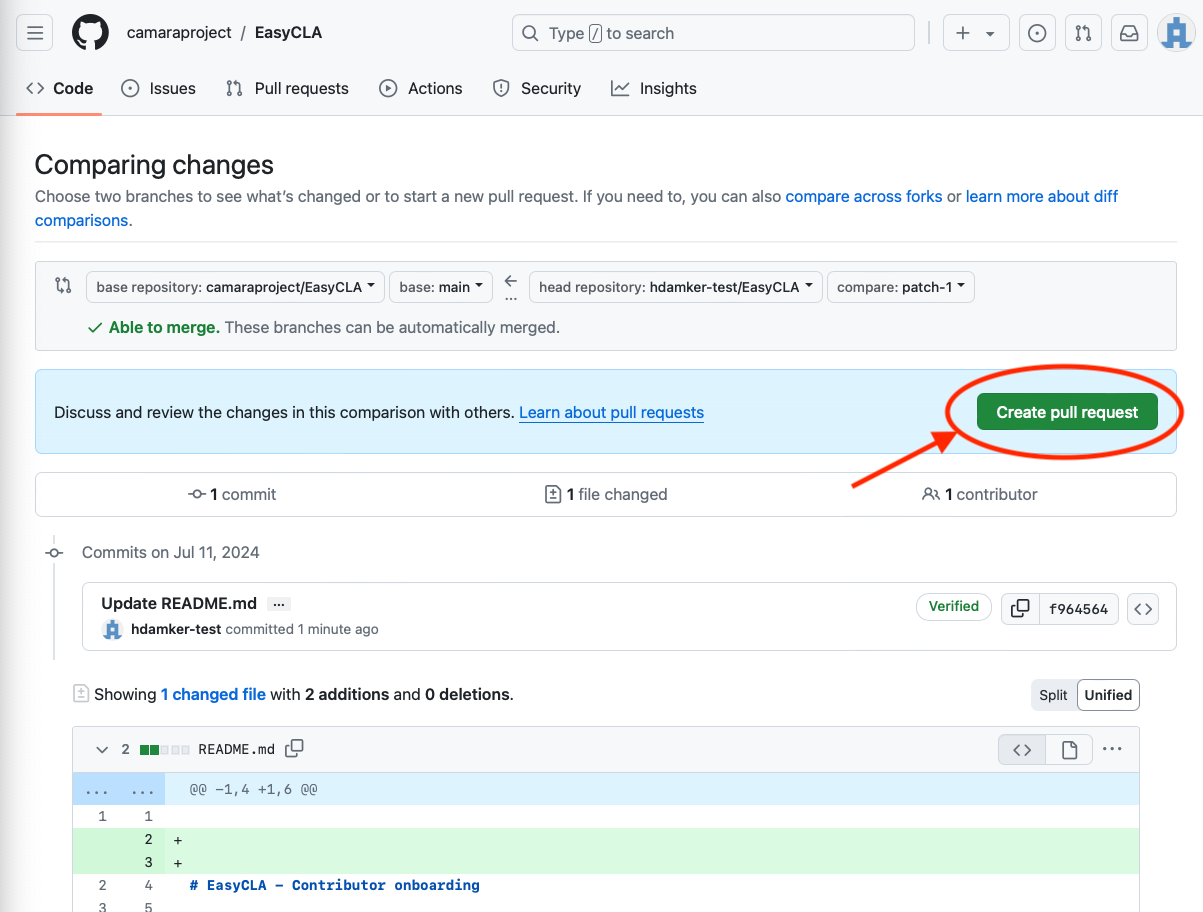 camaraproject / EasyCLA
Type / to search
Code Issues Pull requests Actions Security Insights
Comparing changes
Choose two branches to see what’s changed or to start a new pull request. If you need to, you can also compare across forks or learn more about diff
comparisons.
base repository: camaraproject/EasyCLA base: main ... head repository: hdamker-test/EasyCLA compare: patch-1
Able to merge. These branches can be automatically merged.
Discuss and review the changes in this comparison with others. Learn about pull requests Create pull request
1 commit 1 file changed 1 contributor
Commits on Jul 11, 2024
Update README.md ...
Verified f964564
hdamker-test committed 1 minute ago
Showing 1 changed file with 2 additions and 0 deletions.
Split Unified
2 README.md
... ... @@ -1,4 +1,6 @@
1 1
2 +
3 +
2 4 # EasyCLA - Contributor onboarding
3 5